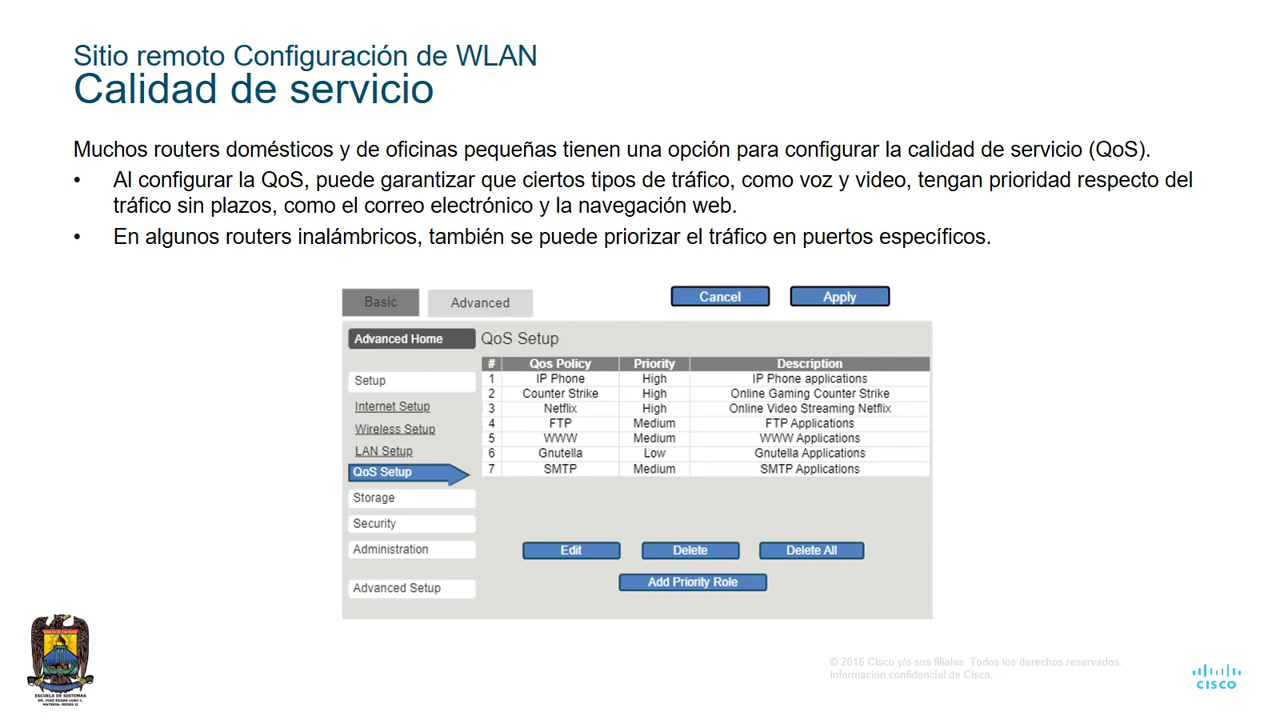 Sitio remoto Configuración de WLAN
Calidad de servicio
Muchos routers domésticos y de oficinas pequeñas tienen una opción para configurar la calidad de servicio (QoS).
• Al configurar la QoS, puede garantizar que ciertos tipos de tráfico, como voz y video, tengan prioridad respecto del
tráfico sin plazos, como el correo electrónico y la navegación web.
• En algunos routers inalámbricos, también se puede priorizar el tráfico en puertos específicos.
Basic Advanced Cancel Apply
Advanced Home
Setup
Internet Setup
Wireless Setup
LAN Setup
QoS Setup
Storage
Security
Administration
Advanced Setup
QoS Setup
# Qos Policy Priority Description
1 IP Phone High IP Phone applications
2 Counter Strike High Online Gaming Counter Strike
3 Netflix High Online Video Streaming Netflix
4 FTP Medium FTP Applications
5 WWW Medium WWW Applications
6 Gnutella Low Gnutella Applications
7 SMTP Medium SMTP Applications
Edit Delete Delete All
Add Priority Role
ESCUELA DE SISTEMAS
DR. JOSE EDGAR LUGO C.
MATERIA: REDES II
© 2016 Cisco y/o sus filiales. Todos los derechos reservados.
Información confidencial de Cisco
CISCO